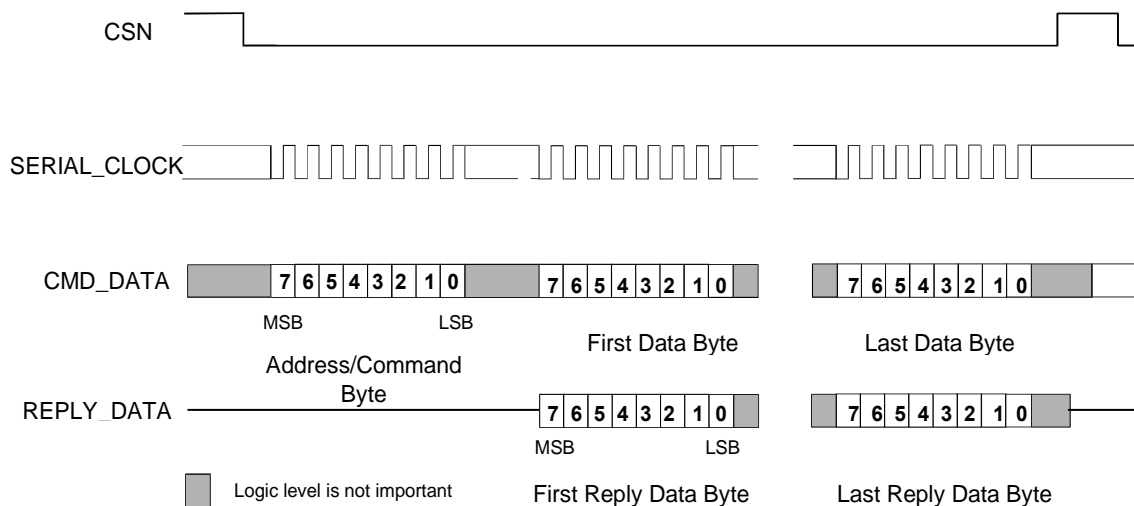 CSN
SERIAL_CLOCK
CMD_DATA
7 6 5 4 3 2 1 0
7 6 5 4 3 2 1 0
7 6 5 4 3 2 1 0
MSB
LSB
First Data Byte
Last Data Byte
Address/Command
Byte
REPLY_DATA
7 6 5 4 3 2 1 0
7 6 5 4 3 2 1 0
MSB
LSB
Logic level is not important
First Reply Data Byte
Last Reply Data Byte